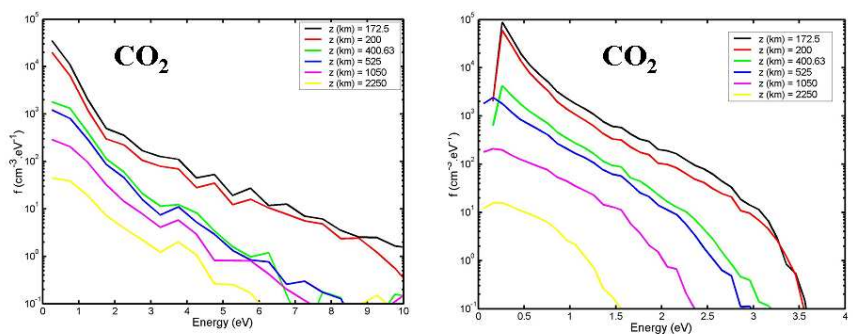 10^5
10^4
10^3
10^2
10^1
10^0
10^-1
f (cm^-3 eV^-1)
CO2
z (km) = 172.5
z (km) = 200
z (km) = 400.63
z (km) = 525
z (km) = 1050
z (km) = 2250
0 1 2 3 4 5 6 7 8 9 10
Energy (eV)
10^5
10^4
10^3
10^2
10^1
10^0
10^-1
f (cm^-3 eV^-1)
CO2
z (km) = 172.5
z (km) = 200
z (km) = 400.63
z (km) = 525
z (km) = 1050
z (km) = 2250
0 0.5 1 1.5 2 2.5 3 3.5 4
Energy (eV)